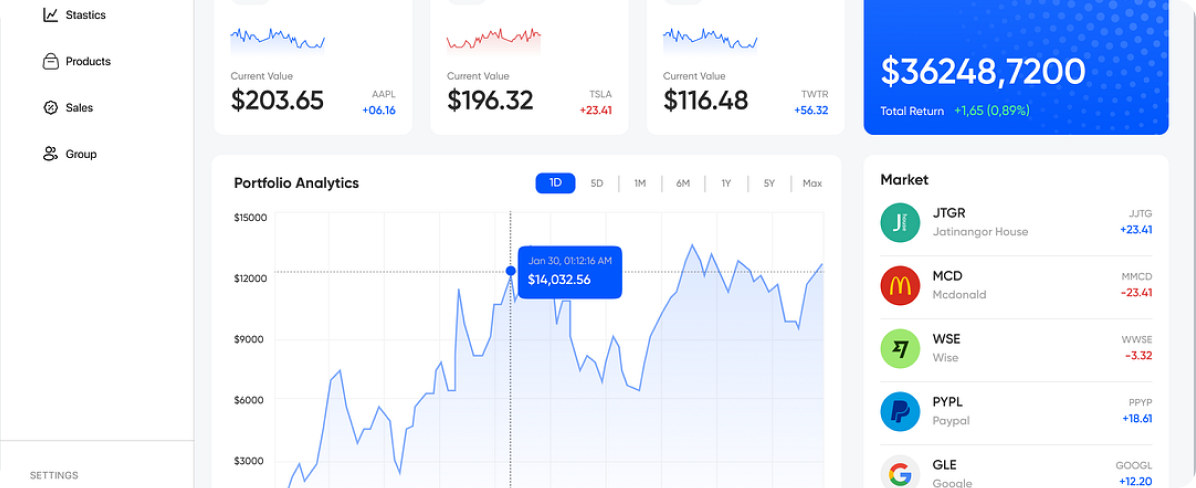 Stastics
Products
Sales
Group
SETTINGS
Current Value
$203.65
AAPL
+06.16
Current Value
$196.32
TSLA
+23.41
Current Value
$116.48
TWTR
+56.32
$36248,7200
Total Return +1,65 (0,89%)
Portfolio Analytics
1D 5D 1M 6M 1Y 5Y Max
$15000
$12000
$9000
$6000
$3000
Jan 30, 01:12:16 AM
$14,032.56
Market
JTGR JJTG
Jatinangor House +23.41
MCD MMCD
Mcdonald -23.41
WSE WWSE
Wise -3.32
PYPL PPYP
Paypal +18.61
GLE GOOGL
Google +12.20